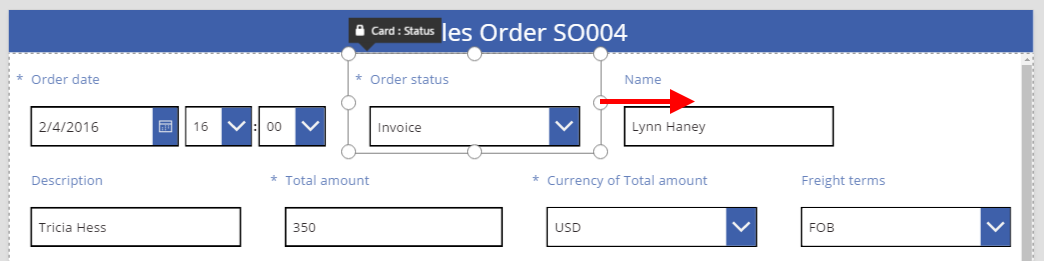 Card : Status
les Order SO004
* Order date
* Order status
Name
2/4/2016
16
:
00
Invoice
Lynn Haney
Description
* Total amount
* Currency of Total amount
Freight terms
Tricia Hess
350
USD
FOB